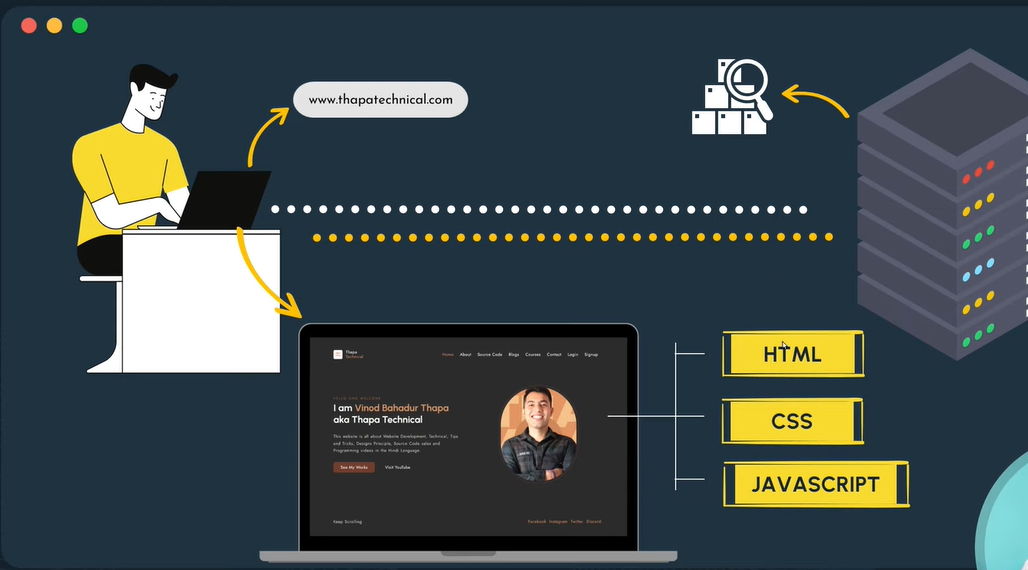 www.thapatechnical.com
Thapa
Technical
Home About Source Code Blogs Courses Contact Login Signup
HELLO AND WELCOME
I am Vinod Bahadur Thapa
aka Thapa Technical
This website is all about Website Development, Technical, Tips
and Tricks, Designs Principle, Source Code sales and
Programming videos in the Hindi Language.
See My Works Visit YouTube
Keep Scrolling
Facebook Instagram Twitter Discord
HTML
CSS
JAVASCRIPT